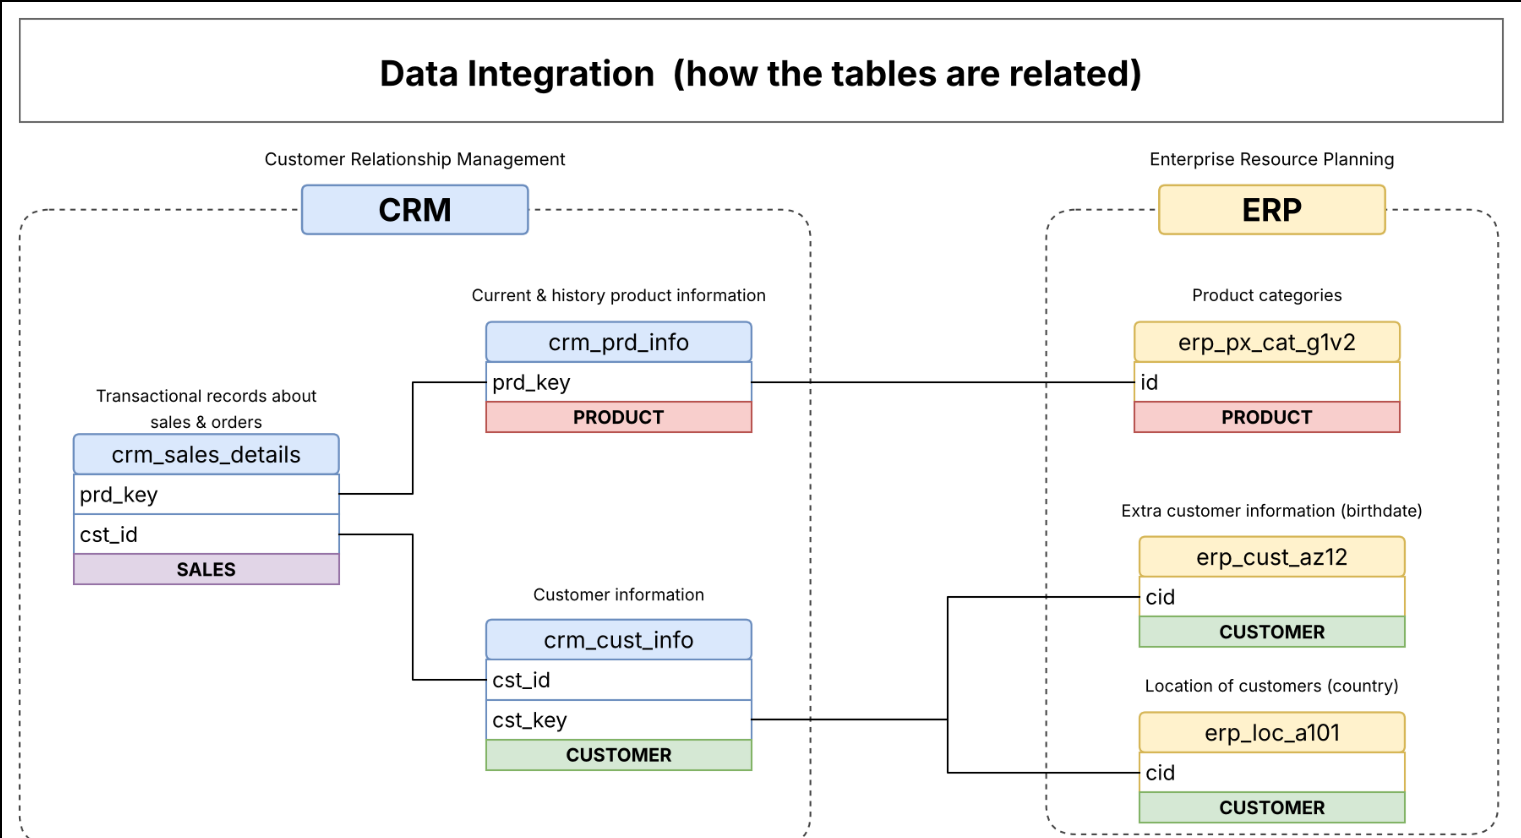 Data Integration  (how the tables are related)
Customer Relationship Management
CRM
Current & history product information
crm_prd_info
prd_key
PRODUCT
Transactional records about
sales & orders
crm_sales_details
prd_key
cst_id
SALES
Customer information
crm_cust_info
cst_id
cst_key
CUSTOMER
Enterprise Resource Planning
ERP
Product categories
erp_px_cat_g1v2
id
PRODUCT
Extra customer information (birthdate)
erp_cust_az12
cid
CUSTOMER
Location of customers (country)
erp_loc_a101
cid
CUSTOMER